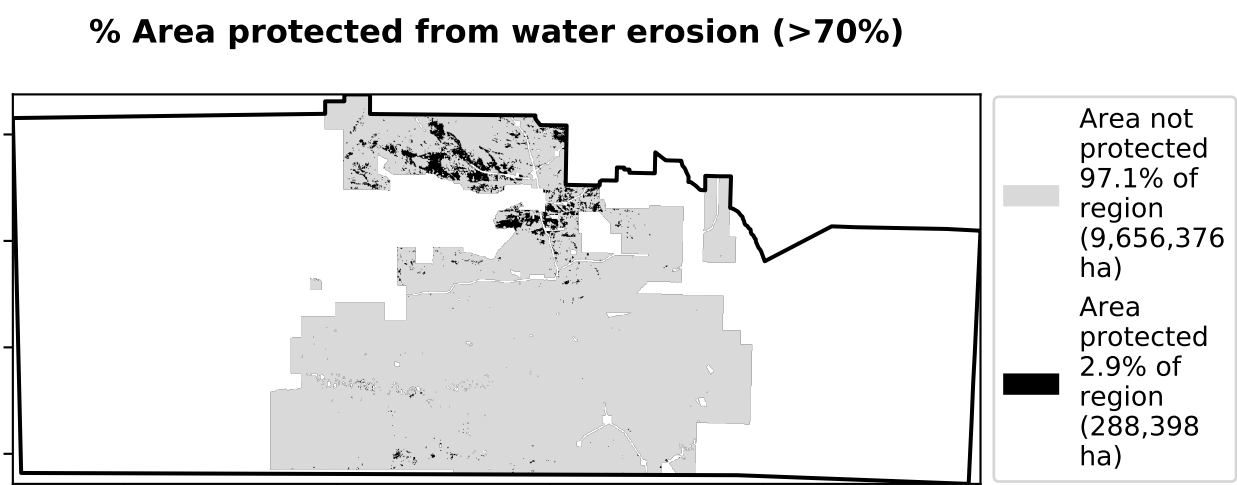 % Area protected from water erosion (>70%)
Area not
protected
97.1% of
region
(9,656,376
ha)
Area
protected
2.9% of
region
(288,398
ha)